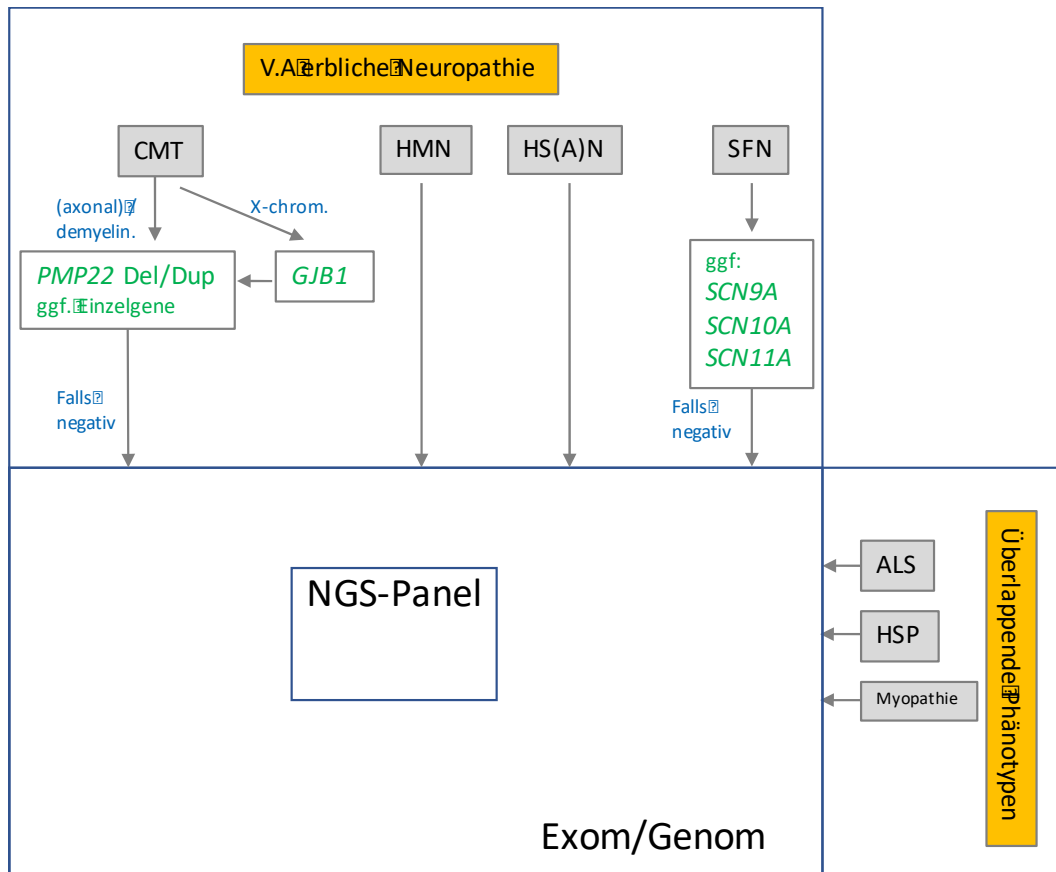 V.A. erbliche Neuropathie
CMT
HMN
HS(A)N
SFN
(axonal) /
demyelin.
X-chrom.
PMP22 Del/Dup
ggf. Einzelgene
GJB1
ggf:
SCN9A
SCN10A
SCN11A
Falls
negativ
Falls
negativ
NGS-Panel
Exom/Genom
ALS
HSP
Myopathie
Überlappende Phänotypen